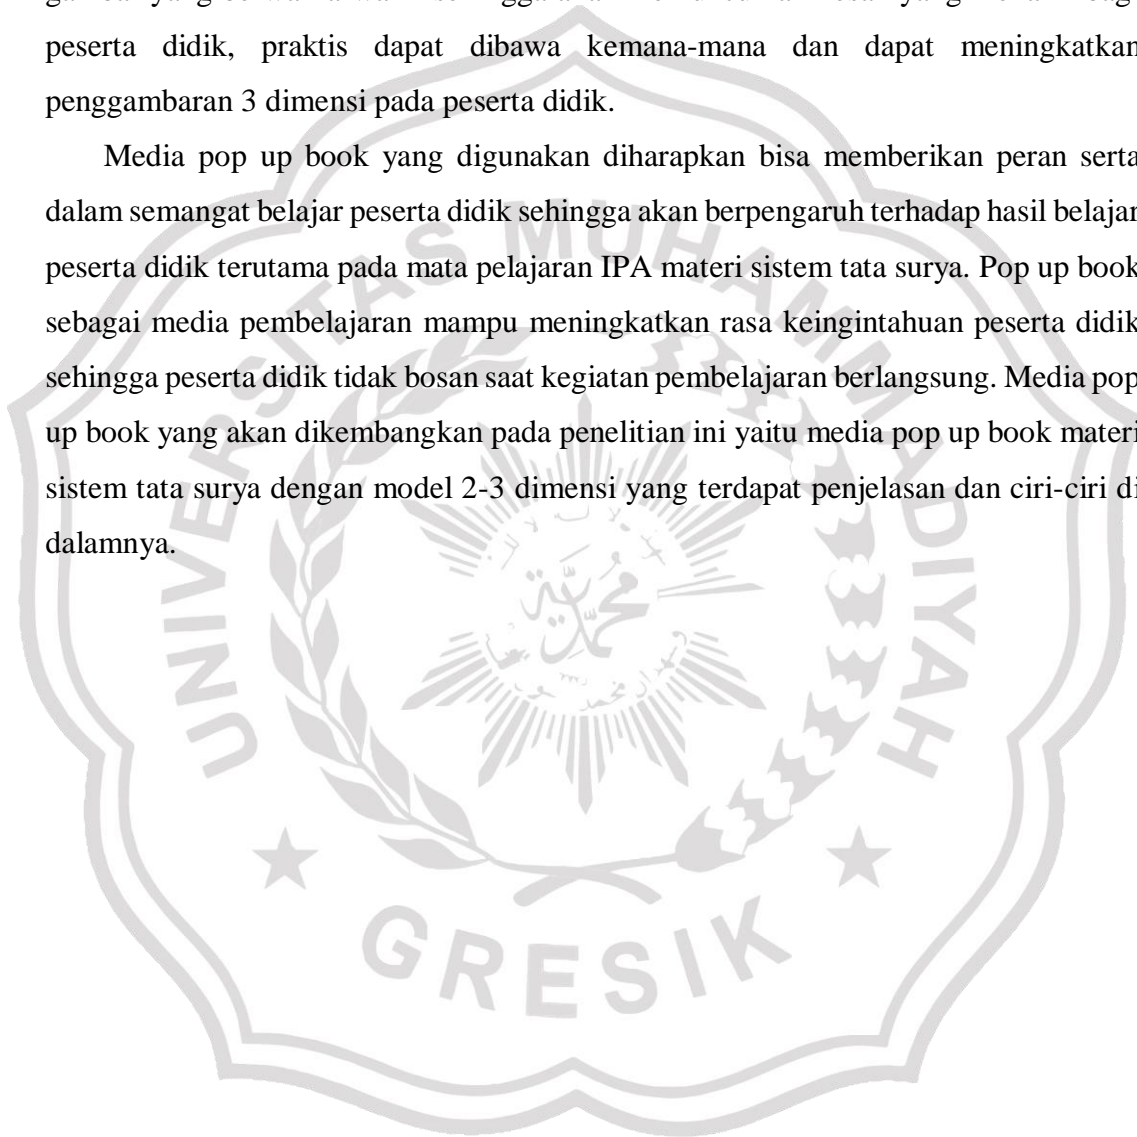 peserta didik, praktis dapat dibawa kemana-mana dan dapat meningkatkan
penggambaran 3 dimensi pada peserta didik.
Media pop up book yang digunakan diharapkan bisa memberikan peran serta
dalam semangat belajar peserta didik sehingga akan berpengaruh terhadap hasil belajar
peserta didik terutama pada mata pelajaran IPA materi sistem tata surya. Pop up book
sebagai media pembelajaran mampu meningkatkan rasa keingintahuan peserta didik
sehingga peserta didik tidak bosan saat kegiatan pembelajaran berlangsung. Media pop
up book yang akan dikembangkan pada penelitian ini yaitu media pop up book materi
sistem tata surya dengan model 2-3 dimensi yang terdapat penjelasan dan ciri-ciri di
dalamnya.
UNIVERSITAS MUHAMMADIYAH
محمد
GRESIK